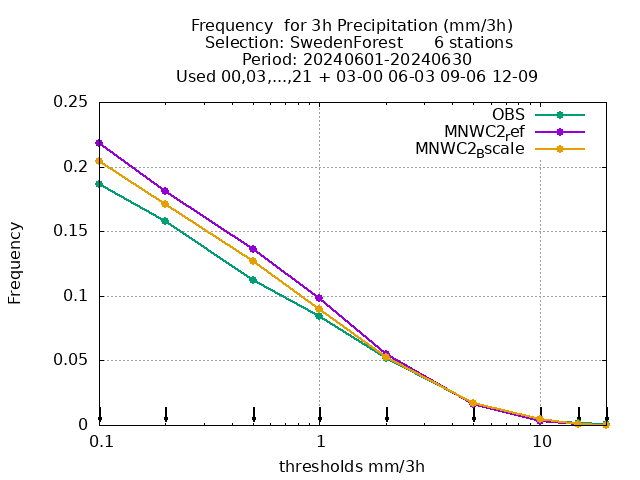 Frequency  for 3h Precipitation (mm/3h)
Selection: SwedenForest      6 stations
Period: 20240601-20240630
Used 00,03,...,21 + 03-00 06-03 09-06 12-09
OBS
MNWC2ref
MNWC2Bscale
0.25
0.2
0.15
0.1
0.05
0
Frequency
0.1
1
10
thresholds mm/3h